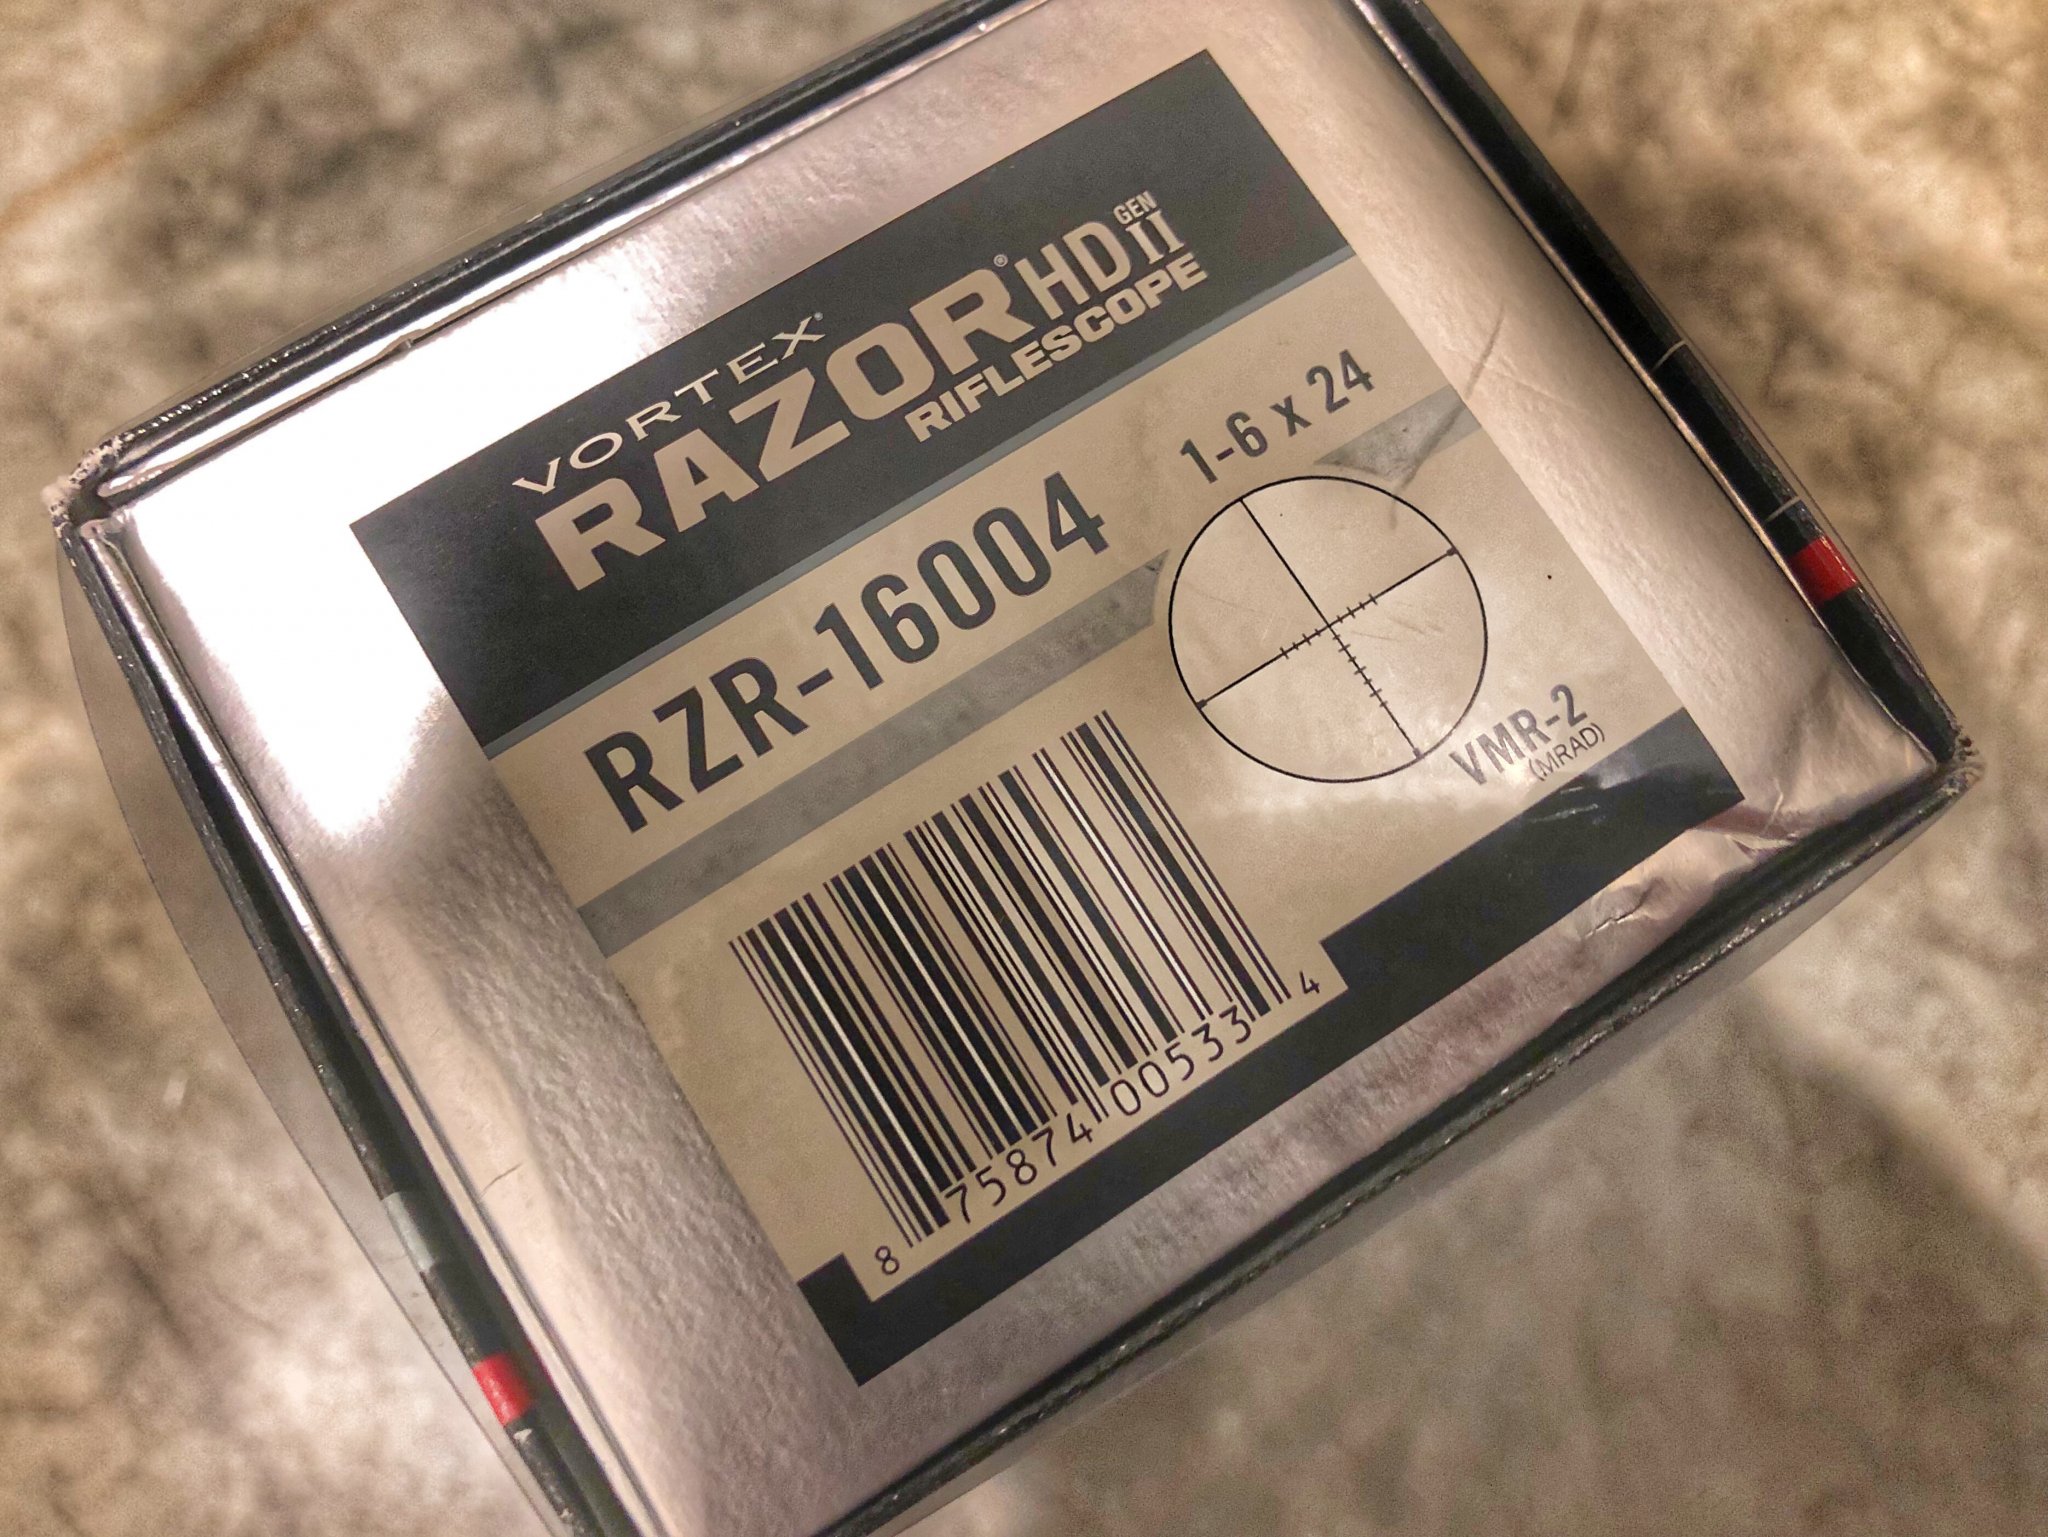 VORTEX®
RAZOR® HD GEN II
RIFLESCOPE
RZR-16004
1-6 x 24
VMR-2
(MRAD)
8 75874 00533 4